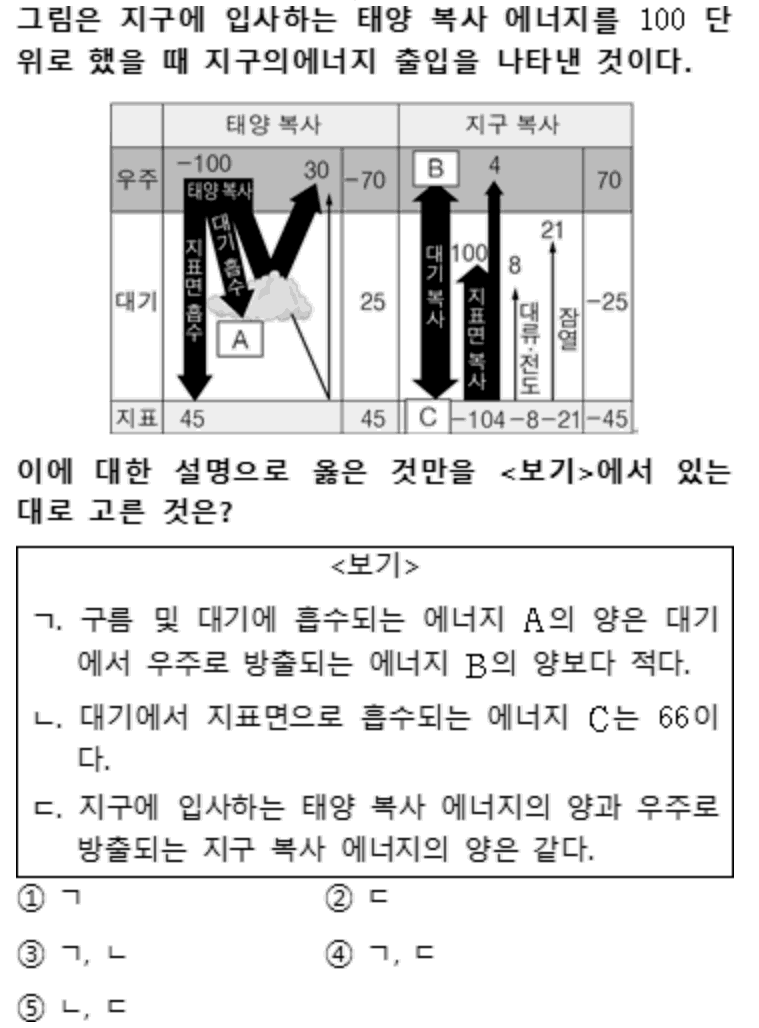 그림은 지구에 입사하는 태양 복사 에너지를 100 단
위로 했을 때 지구의에너지 출입을 나타낸 것이다.
태양 복사 지구 복사
우주 -100 태양 복사 30 -70 B 4 70
대기 지표면 흡수 대기 흡수 A 25 대기 복사 100 지표면 복사 8 대류·전도 21 잠열 -25
지표 45 45 C -104 -8 -21 -45
이에 대한 설명으로 옳은 것만을 <보기>에서 있는
대로 고른 것은?
<보기>
ㄱ. 구름 및 대기에 흡수되는 에너지 A의 양은 대기
에서 우주로 방출되는 에너지 B의 양보다 적다.
ㄴ. 대기에서 지표면으로 흡수되는 에너지 C는 66이
다.
ㄷ. 지구에 입사하는 태양 복사 에너지의 양과 우주로
방출되는 지구 복사 에너지의 양은 같다.
① ㄱ ② ㄷ
③ ㄱ, ㄴ ④ ㄱ, ㄷ
⑤ ㄴ, ㄷ